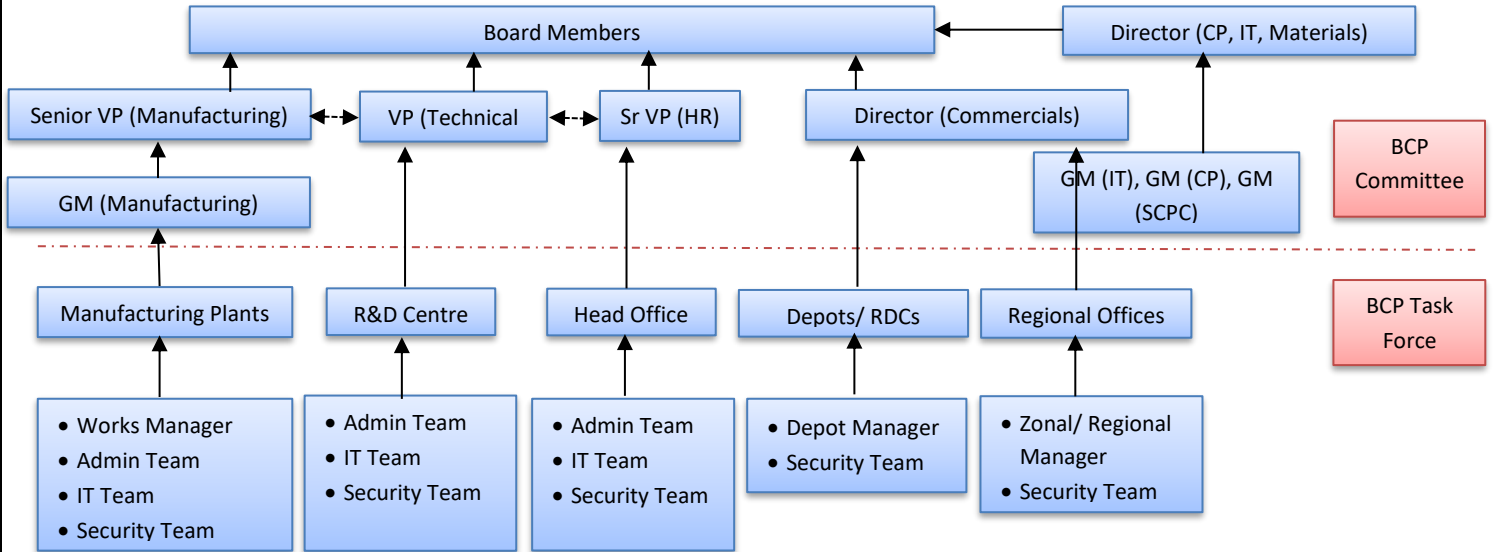 Board Members
Director (CP, IT, Materials)
Senior VP (Manufacturing)
VP (Technical
Sr VP (HR)
Director (Commercials)
BCP
Committee
GM (Manufacturing)
GM (IT), GM (CP), GM
(SCPC)
Manufacturing Plants
R&D Centre
Head Office
Depots/ RDCs
Regional Offices
BCP Task
Force
• Works Manager
• Admin Team
• IT Team
• Security Team
• Admin Team
• IT Team
• Security Team
• Admin Team
• IT Team
• Security Team
• Depot Manager
• Security Team
• Zonal/ Regional
Manager
• Security Team